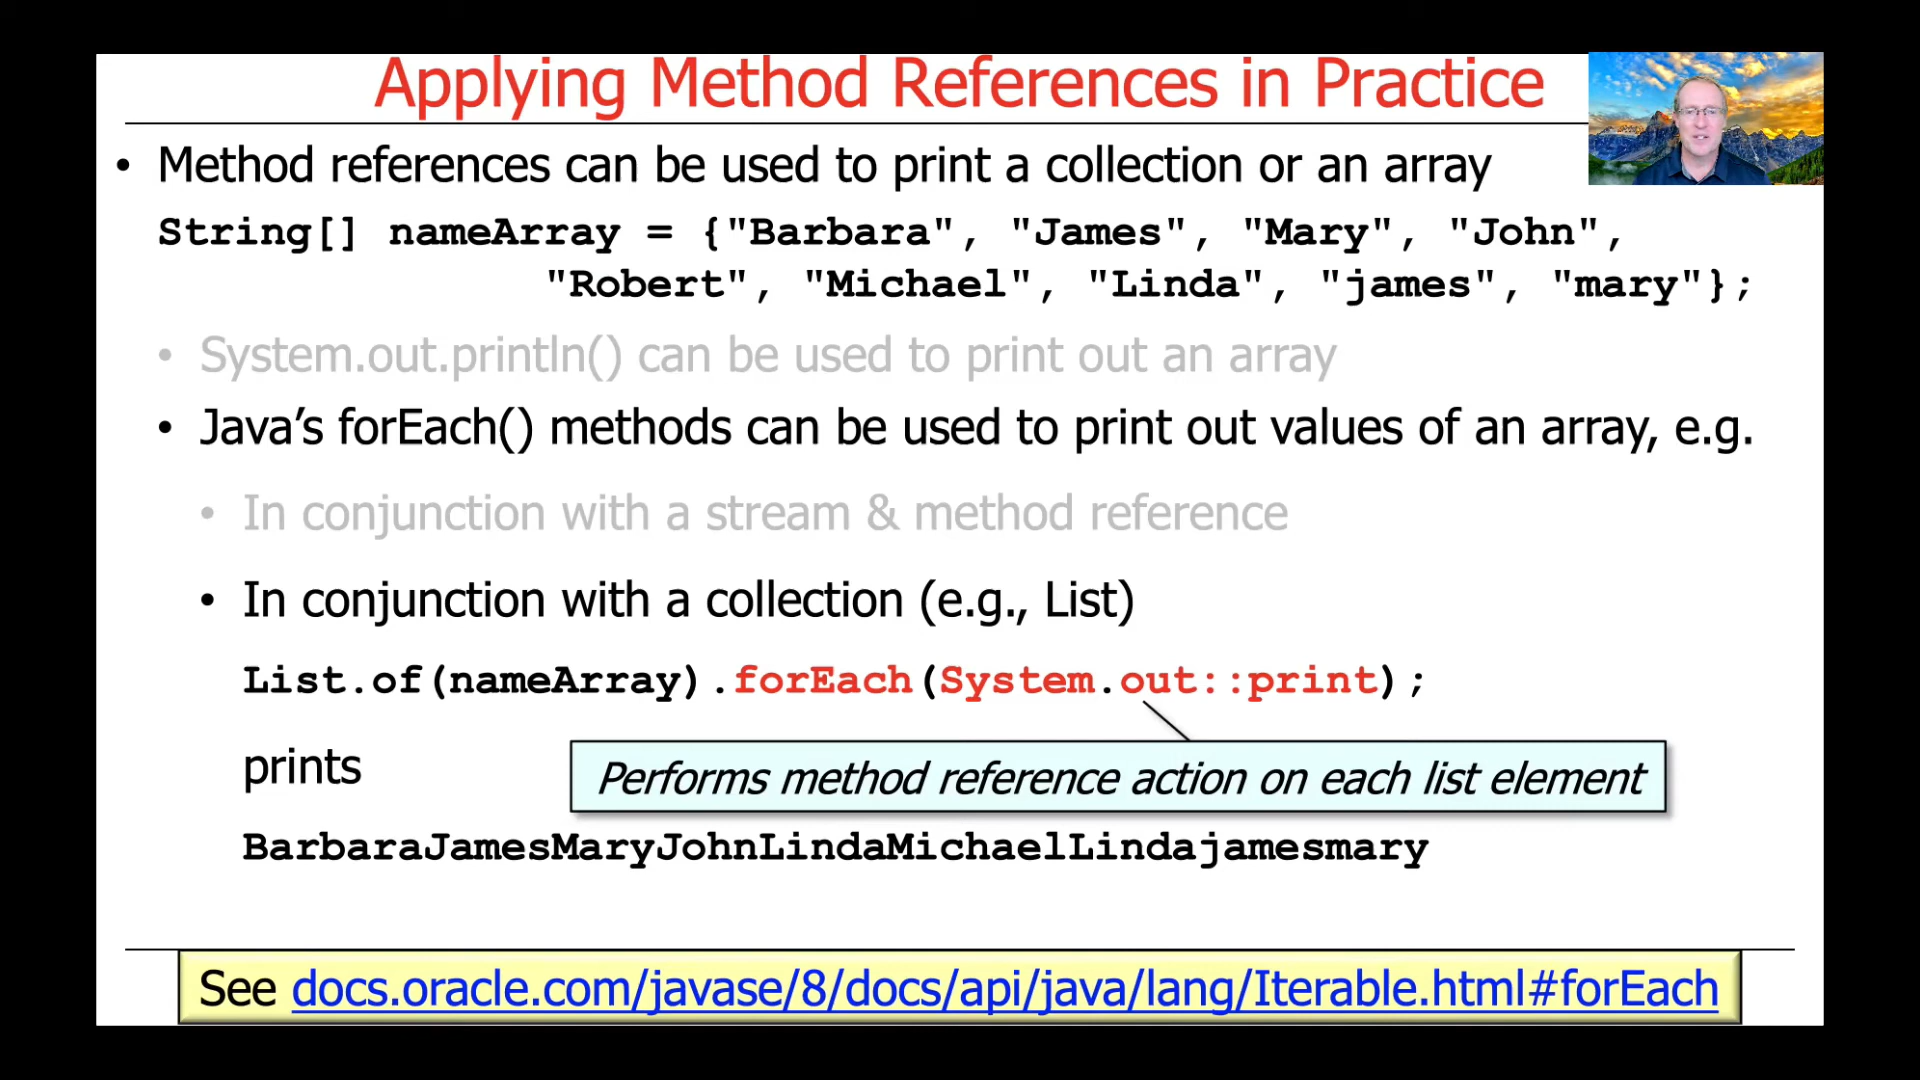 Applying Method References in Practice
• Method references can be used to print a collection or an array
String[] nameArray = {"Barbara", "James", "Mary", "John",
"Robert", "Michael", "Linda", "james", "mary"};
• System.out.println() can be used to print out an array
• Java’s forEach() methods can be used to print out values of an array, e.g.
• In conjunction with a stream & method reference
• In conjunction with a collection (e.g., List)
List.of(nameArray).forEach(System.out::print);
prints
Performs method reference action on each list element
BarbaraJamesMaryJohnLindaMichaelLindajamesmary
See docs.oracle.com/javase/8/docs/api/java/lang/Iterable.html#forEach